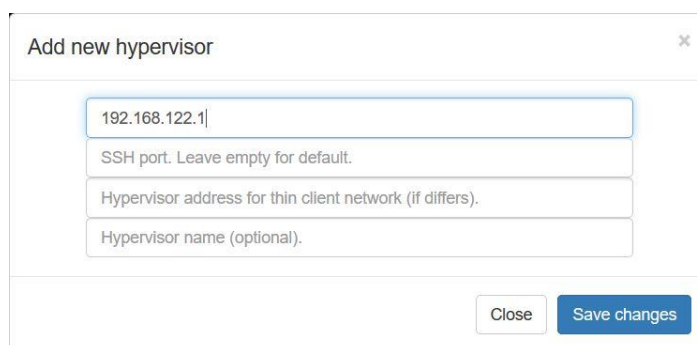 Add new hypervisor
×
192.168.122.1
SSH port. Leave empty for default.
Hypervisor address for thin client network (if differs).
Hypervisor name (optional).
Close
Save changes